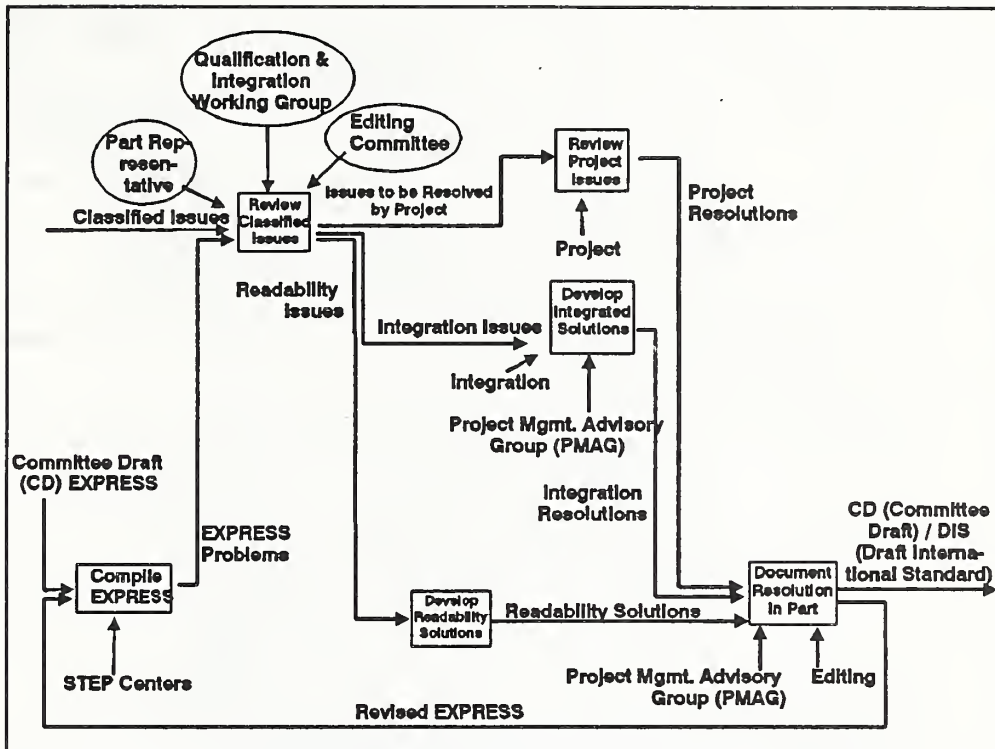 Qualification &
Integration
Working Group
Editing
Committee
Part Rep-
resen-
tative
Classified Issues
Review
Classified
Issues
Issues to be Resolved
by Project
Review
Project
Issues
Project
Resolutions
Project
Readability
Issues
Develop
Integrated
Solutions
Integration Issues
Integration
Project Mgmt. Advisory
Group (PMAG)
Committee Draft
(CD) EXPRESS
Integration
Resolutions
CD (Committee
Draft) / DIS
(Draft Interna-
tional Standard)
EXPRESS
Problems
Compile
EXPRESS
Develop
Readability
Solutions
Readability Solutions
Document
Resolution
in Part
STEP Centers
Project Mgmt. Advisory
Group (PMAG)
Editing
Revised EXPRESS